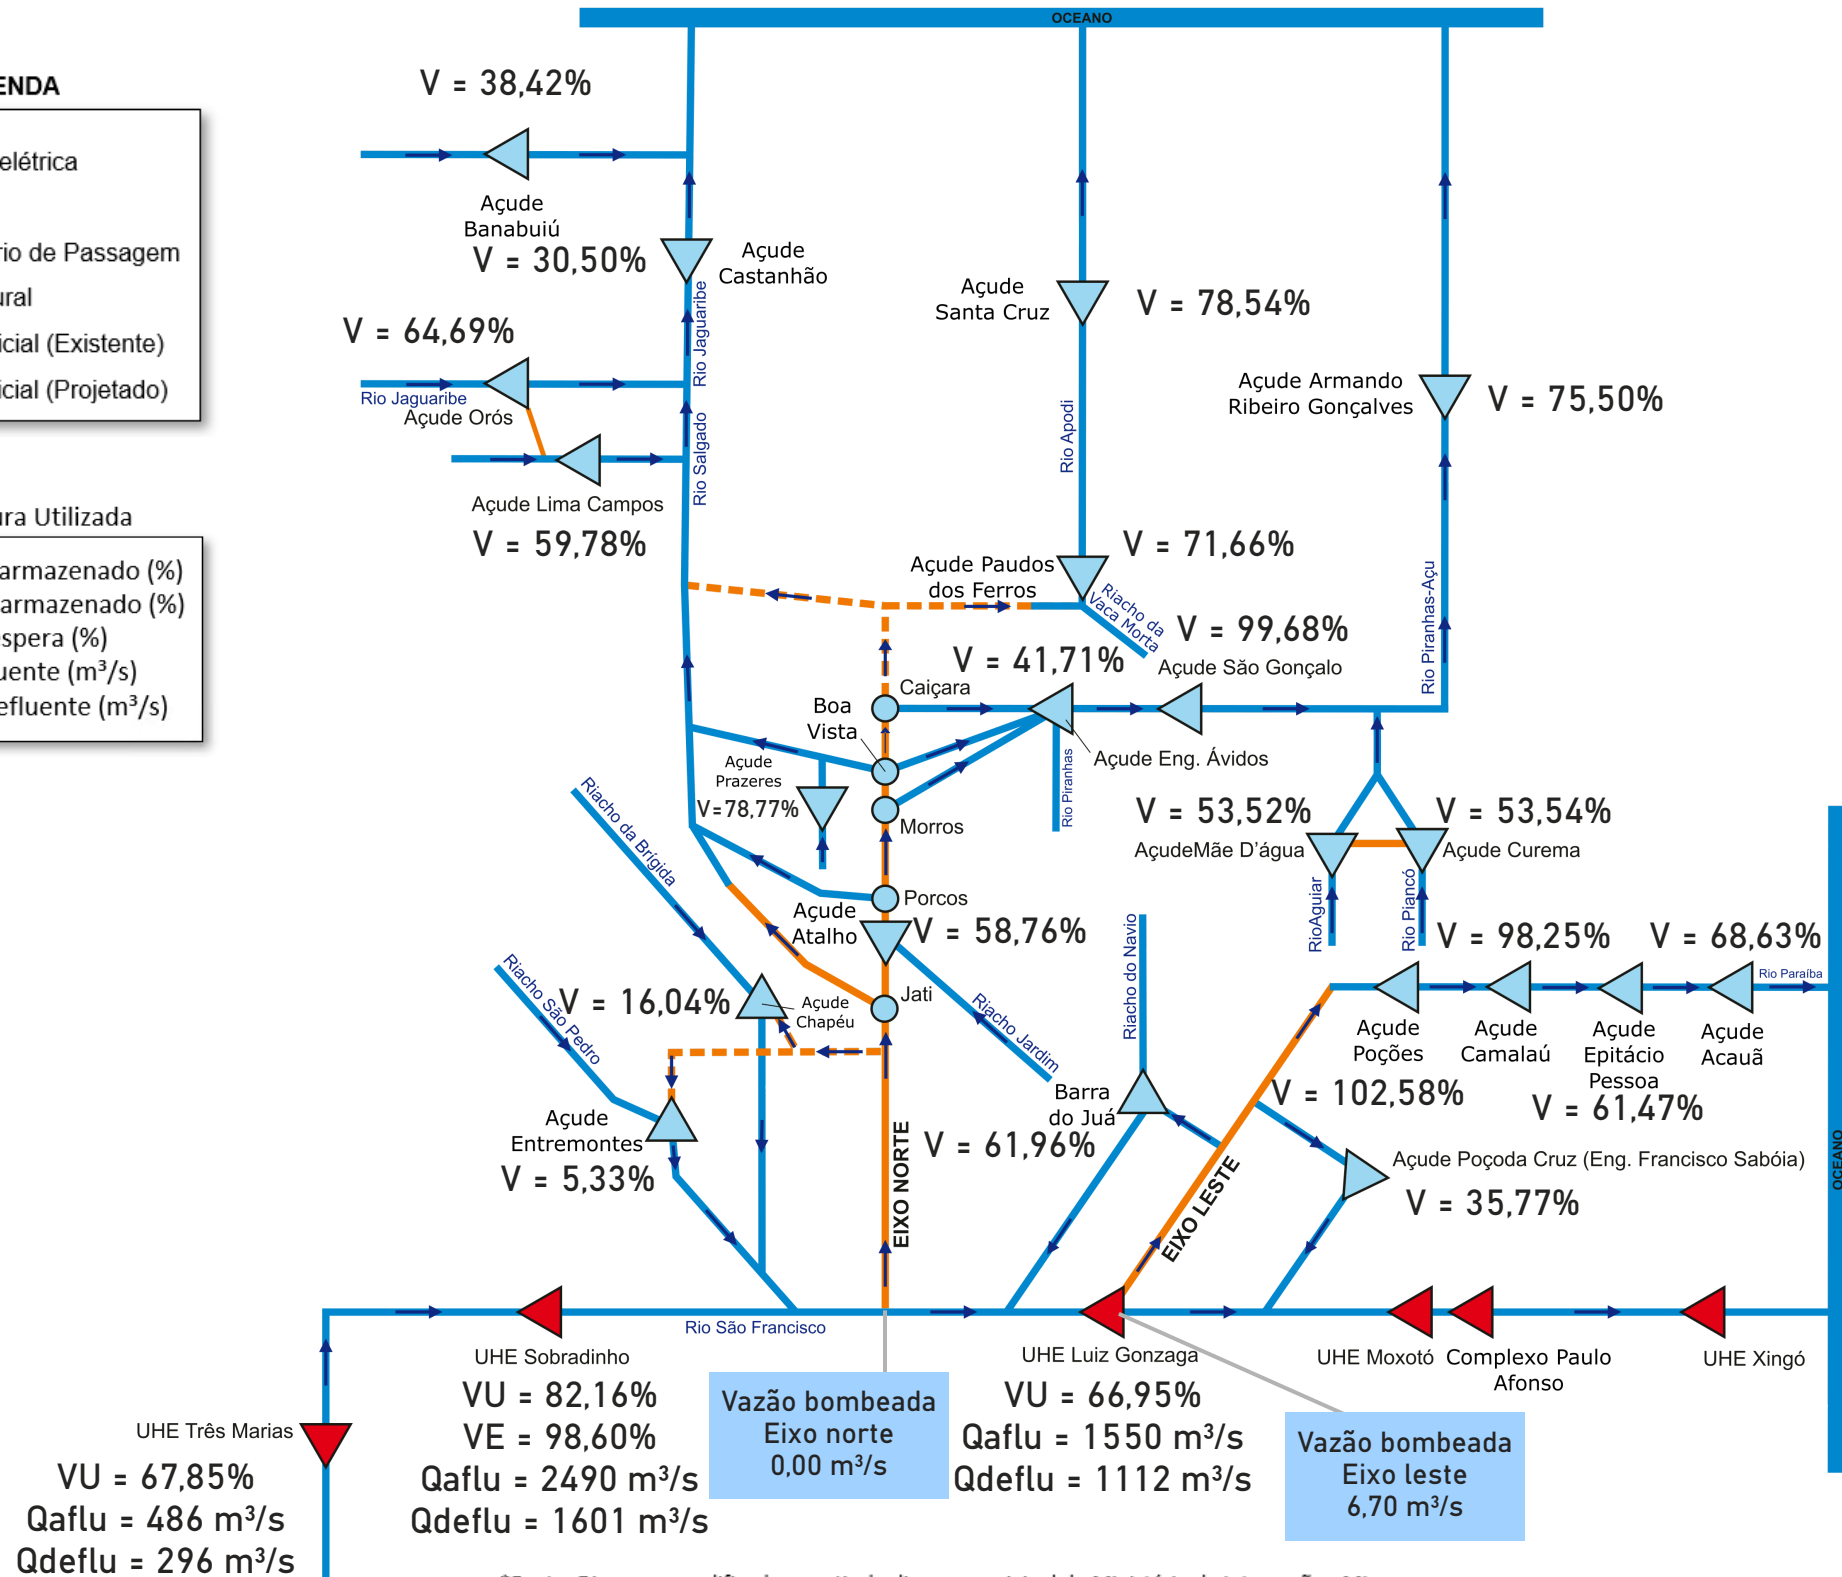 OCEANO
ENDA
elétrica
rio de Passagem
ural
icial (Existente)
icial (Projetado)
ura Utilizada
armazenado (%)
armazenado (%)
espera (%)
uente (m³/s)
efluente (m³/s)
V = 38,42%
Açude
Banabuiú
V = 30,50%
Açude
Castanhão
Rio Jaguaribe
V = 64,69%
Rio Jaguaribe
Açude Orós
Rio Salgado
Açude Lima Campos
V = 59,78%
Açude
Santa Cruz
V = 78,54%
Rio Apodi
Açude Armando
Ribeiro Gonçalves
V = 75,50%
Rio Piranhas-Açu
Açude Paudos
dos Ferros
V = 71,66%
Riacho da
Vaca Morta
V = 99,68%
Açude São Gonçalo
V = 41,71%
Caiçara
Boa
Vista
Açude Eng. Ávidos
Rio Piranhas
Açude
Prazeres
V=78,77%
Morros
Riacho da Brígida
Porcos
Açude
Atalho
V = 58,76%
V = 53,52%
AçudeMãe D'água
V = 53,54%
Açude Curema
RioAguiar
Rio Piancó
V = 98,25%
V = 68,63%
Rio Paraíba
Riacho São Pedro
V = 16,04%
Açude
Chapéu
Jati
Riacho Jardim
Riacho do Navio
Açude
Poções
Açude
Camalaú
Açude
Epitácio
Pessoa
Açude
Acauã
V = 102,58%
V = 61,47%
Barra
do Juá
V = 61,96%
Açude
Entremontes
V = 5,33%
EIXO NORTE
EIXO LESTE
Açude Poçoda Cruz (Eng. Francisco Sabóia)
V = 35,77%
OCEANO
Rio São Francisco
UHE Sobradinho
VU = 82,16%
VE = 98,60%
Qaflu = 2490 m³/s
Qdeflu = 1601 m³/s
Vazão bombeada
Eixo norte
0,00 m³/s
UHE Luiz Gonzaga
VU = 66,95%
Qaflu = 1550 m³/s
Qdeflu = 1112 m³/s
Vazão bombeada
Eixo leste
6,70 m³/s
UHE Moxotó
Complexo Paulo
Afonso
UHE Xingó
UHE Três Marias
VU = 67,85%
Qaflu = 486 m³/s
Qdeflu = 296 m³/s